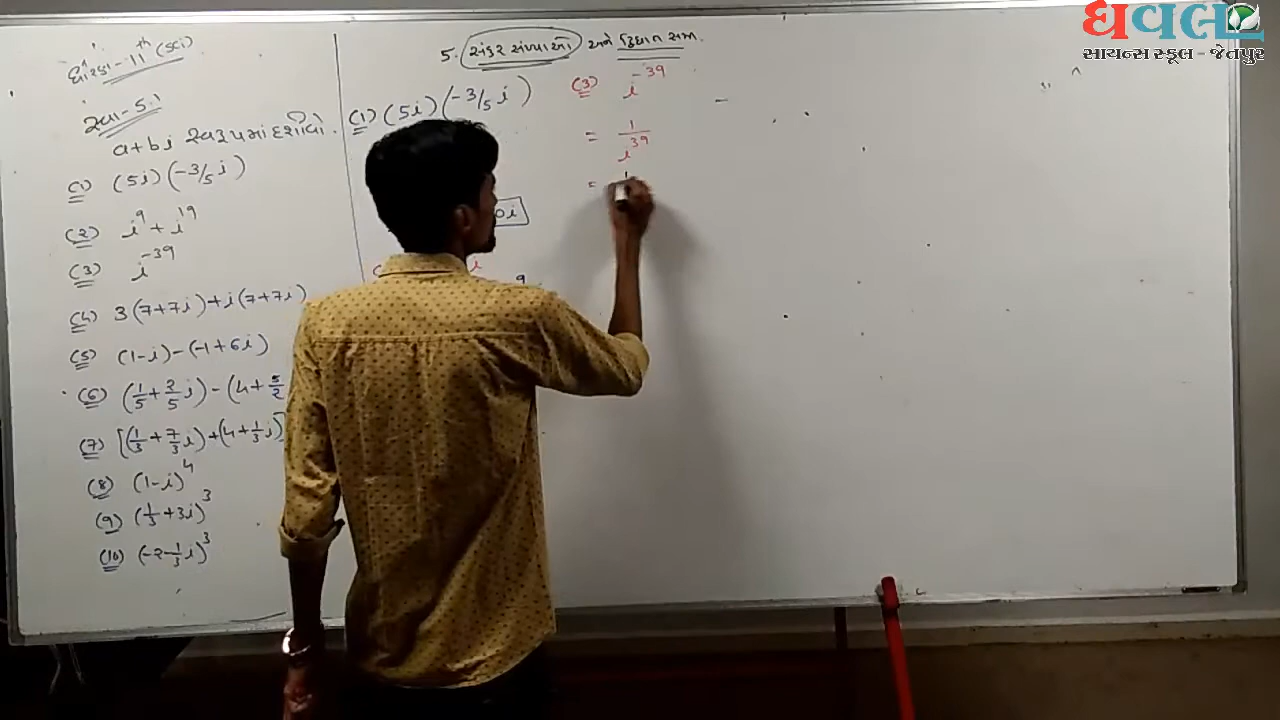 ધવલ
સાયન્સ સ્કૂલ - જેતપુર
ધોરણ - 11th (sci)
સ્વા - 5.1
a+bi સ્વરૂપમાં દર્શાવો.
(1) (5i)(-3/5 i)
(2) i^9 + i^19
(3) i^-39
(4) 3(7+7i)+i(7+7i)
(5) (1-i)-(-1+6i)
(6) (1/5 + 2/5 i) - (4 + 5/2
(7) [(1/3 + 7/3 i) + (4 + 1/3 i)]
(8) (1-i)^4
(9) (1/3 + 3i)^3
(10) (-2 - 1/3 i)^3
5. સંકર સંખ્યાઓ અને દ્વિઘાત સમ.
(1) (5i)(-3/5 i)
0i
(3) i^-39
= 1/i^39
= 1